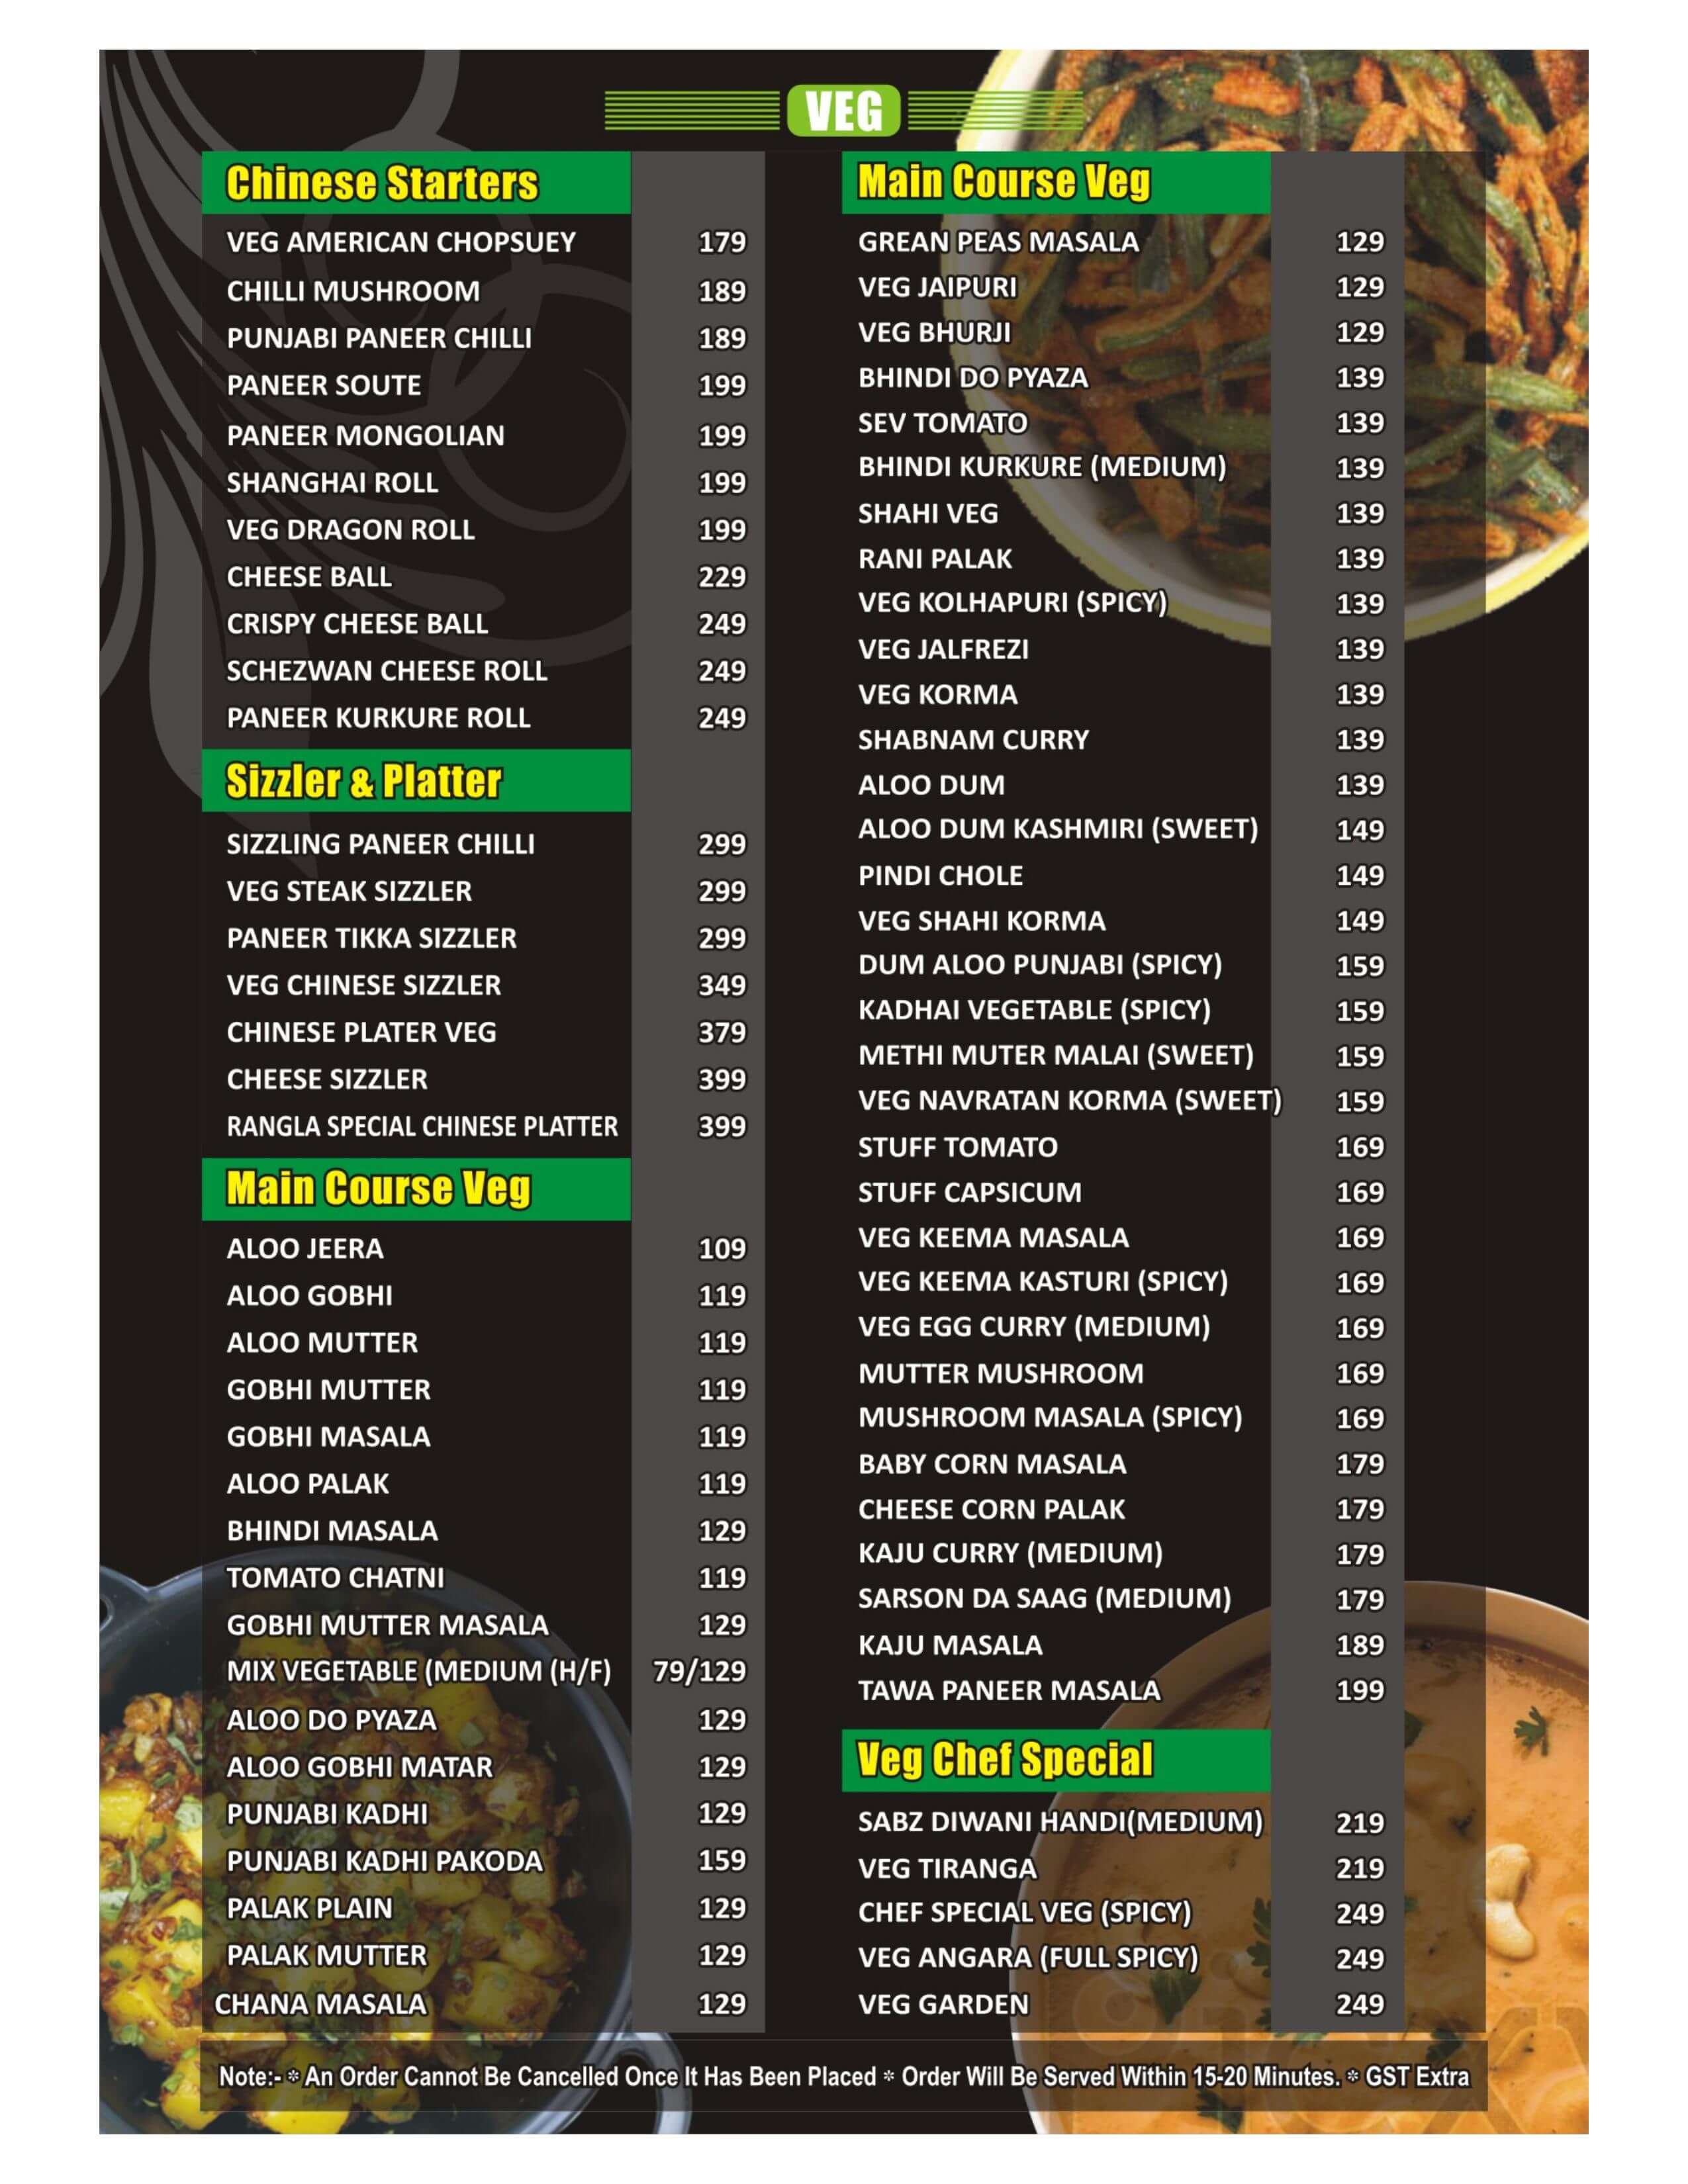 VEG
Chinese Starters
VEG AMERICAN CHOPSUEY 179
CHILLI MUSHROOM 189
PUNJABI PANEER CHILLI 189
PANEER SOUTE 199
PANEER MONGOLIAN 199
SHANGHAI ROLL 199
VEG DRAGON ROLL 199
CHEESE BALL 229
CRISPY CHEESE BALL 249
SCHEZWAN CHEESE ROLL 249
PANEER KURKURE ROLL 249
Sizzler & Platter
SIZZLING PANEER CHILLI 299
VEG STEAK SIZZLER 299
PANEER TIKKA SIZZLER 299
VEG CHINESE SIZZLER 349
CHINESE PLATER VEG 379
CHEESE SIZZLER 399
RANGLA SPECIAL CHINESE PLATTER 399
Main Course Veg
ALOO JEERA 109
ALOO GOBHI 119
ALOO MUTTER 119
GOBHI MUTTER 119
GOBHI MASALA 119
ALOO PALAK 119
BHINDI MASALA 129
TOMATO CHATNI 119
GOBHI MUTTER MASALA 129
MIX VEGETABLE (MEDIUM (H/F) 79/129
ALOO DO PYAZA 129
ALOO GOBHI MATAR 129
PUNJABI KADHI 129
PUNJABI KADHI PAKODA 159
PALAK PLAIN 129
PALAK MUTTER 129
CHANA MASALA 129
Main Course Veg
GREAN PEAS MASALA 129
VEG JAIPURI 129
VEG BHURJI 129
BHINDI DO PYAZA 139
SEV TOMATO 139
BHINDI KURKURE (MEDIUM) 139
SHAHI VEG 139
RANI PALAK 139
VEG KOLHAPURI (SPICY) 139
VEG JALFREZI 139
VEG KORMA 139
SHABNAM CURRY 139
ALOO DUM 139
ALOO DUM KASHMIRI (SWEET) 149
PINDI CHOLE 149
VEG SHAHI KORMA 149
DUM ALOO PUNJABI (SPICY) 159
KADHAI VEGETABLE (SPICY) 159
METHI MUTER MALAI (SWEET) 159
VEG NAVRATAN KORMA (SWEET) 159
STUFF TOMATO 169
STUFF CAPSICUM 169
VEG KEEMA MASALA 169
VEG KEEMA KASTURI (SPICY) 169
VEG EGG CURRY (MEDIUM) 169
MUTTER MUSHROOM 169
MUSHROOM MASALA (SPICY) 169
BABY CORN MASALA 179
CHEESE CORN PALAK 179
KAJU CURRY (MEDIUM) 179
SARSON DA SAAG (MEDIUM) 179
KAJU MASALA 189
TAWA PANEER MASALA 199
Veg Chef Special
SABZ DIWANI HANDI(MEDIUM) 219
VEG TIRANGA 219
CHEF SPECIAL VEG (SPICY) 249
VEG ANGARA (FULL SPICY) 249
VEG GARDEN 249
Note:- * An Order Cannot Be Cancelled Once It Has Been Placed * Order Will Be Served Within 15-20 Minutes. * GST Extra